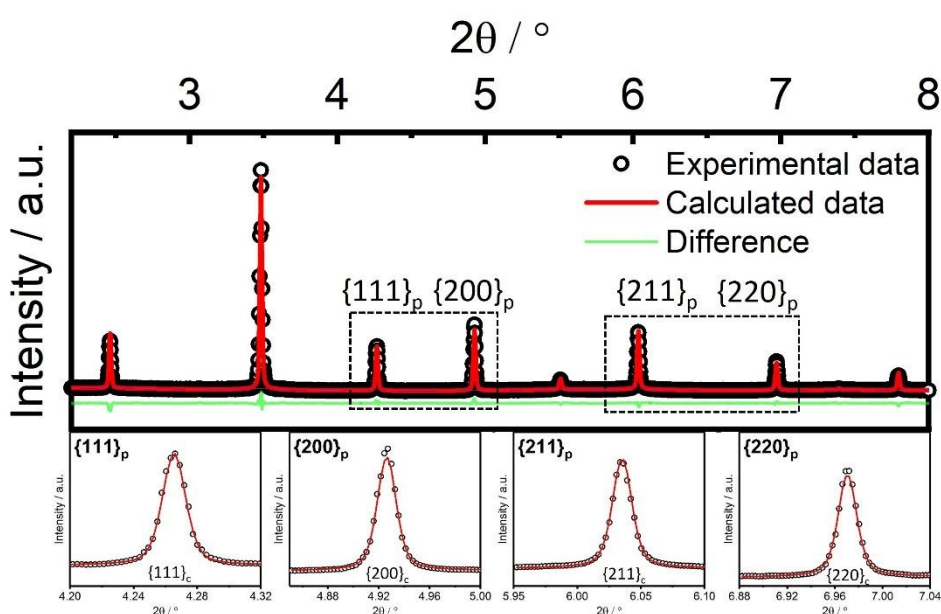 2θ / °
3 4 5 6 7 8
Intensity / a.u.
Experimental data
Calculated data
Difference
{111}p {200}p {211}p {220}p
{111}p {200}p {211}p {220}p
Intensity / a.u. Intensity / a.u. Intensity / a.u. Intensity / a.u.
{111}c {200}c {211}c {220}c
4.20 4.24 4.28 4.32 4.88 4.92 4.96 5.00 5.95 6.00 6.05 6.10 6.88 6.92 6.96 7.00 7.04
2θ / ° 2θ / ° 2θ / ° 2θ / °